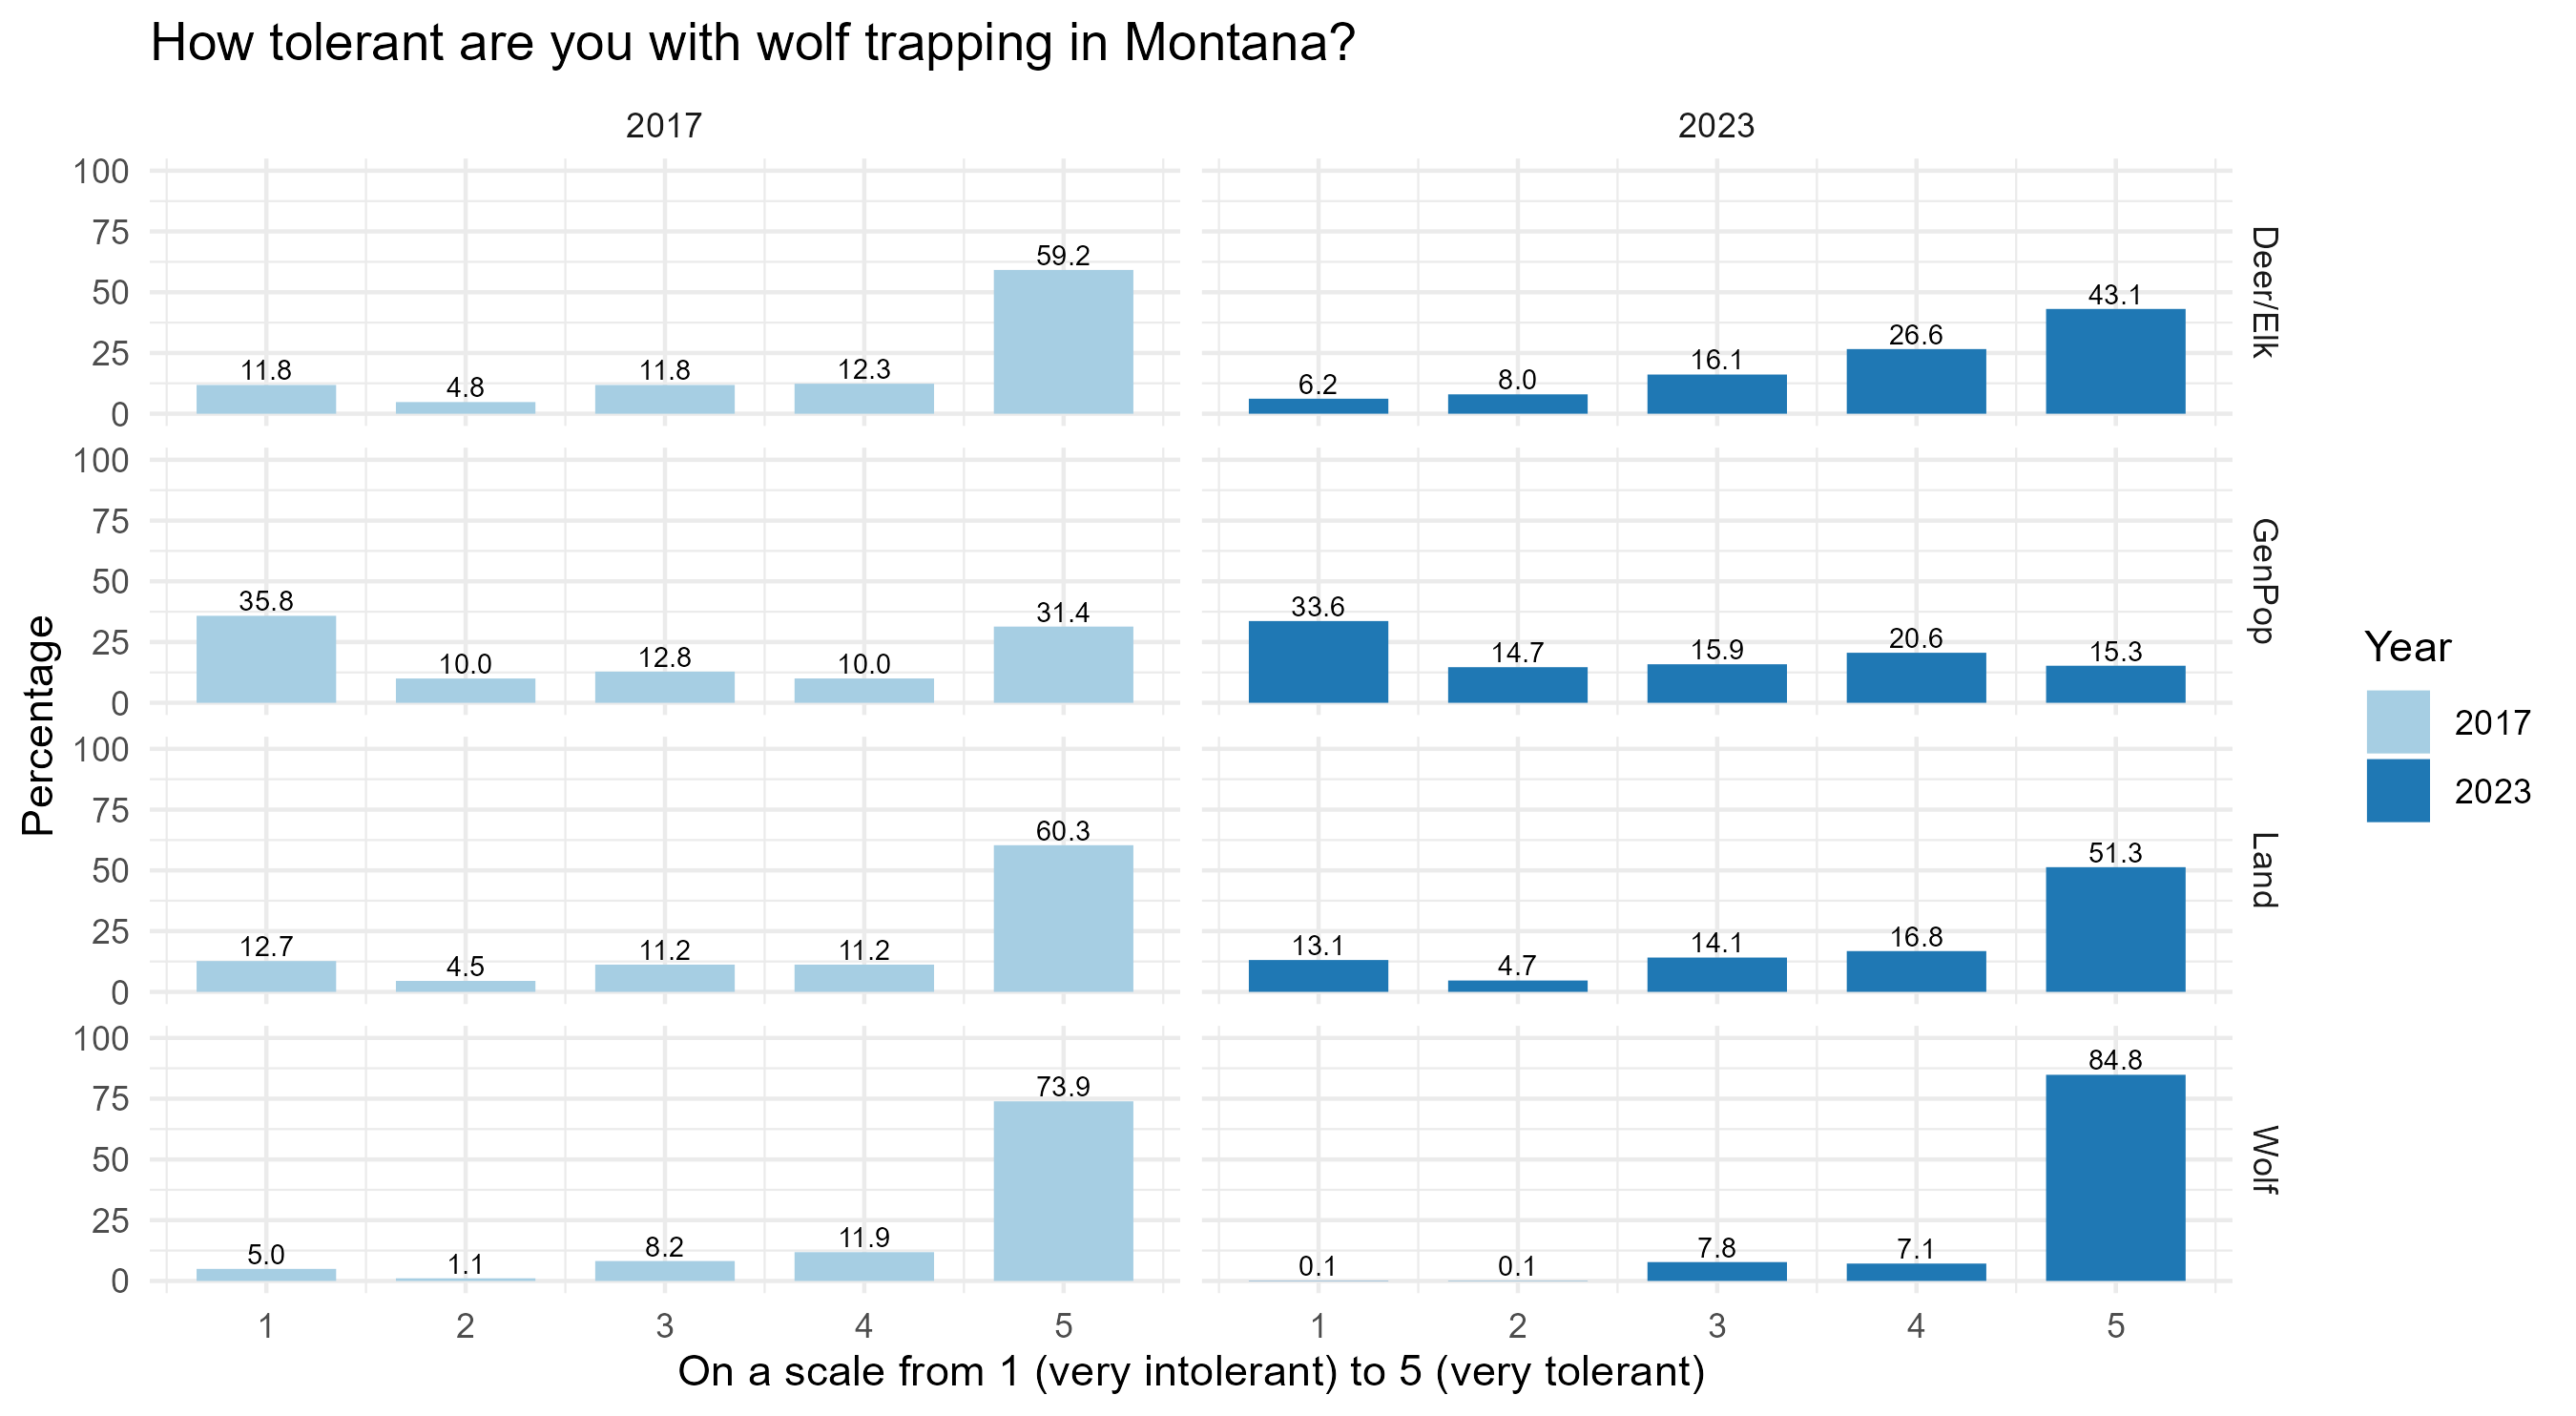 How tolerant are you with wolf trapping in Montana?
2017 2023
100 75 50 25 0
11.8 4.8 11.8 12.3 59.2
6.2 8.0 16.1 26.6 43.1
Deer/Elk
100 75 50 25 0
35.8 10.0 12.8 10.0 31.4
33.6 14.7 15.9 20.6 15.3
GenPop
100 75 50 25 0
12.7 4.5 11.2 11.2 60.3
13.1 4.7 14.1 16.8 51.3
Land
100 75 50 25 0
5.0 1.1 8.2 11.9 73.9
0.1 0.1 7.8 7.1 84.8
Wolf
1 2 3 4 5 1 2 3 4 5
On a scale from 1 (very intolerant) to 5 (very tolerant)
Percentage
Year
2017
2023